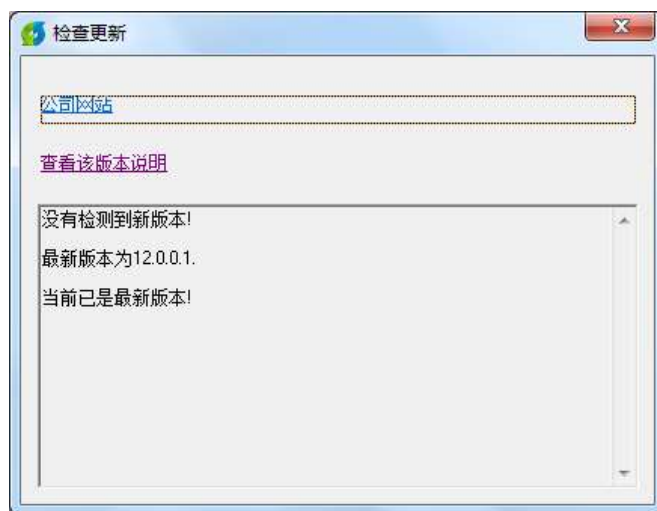 检查更新
公司网站
查看该版本说明
没有检测到新版本!
最新版本为12.0.0.1.
当前已是最新版本!